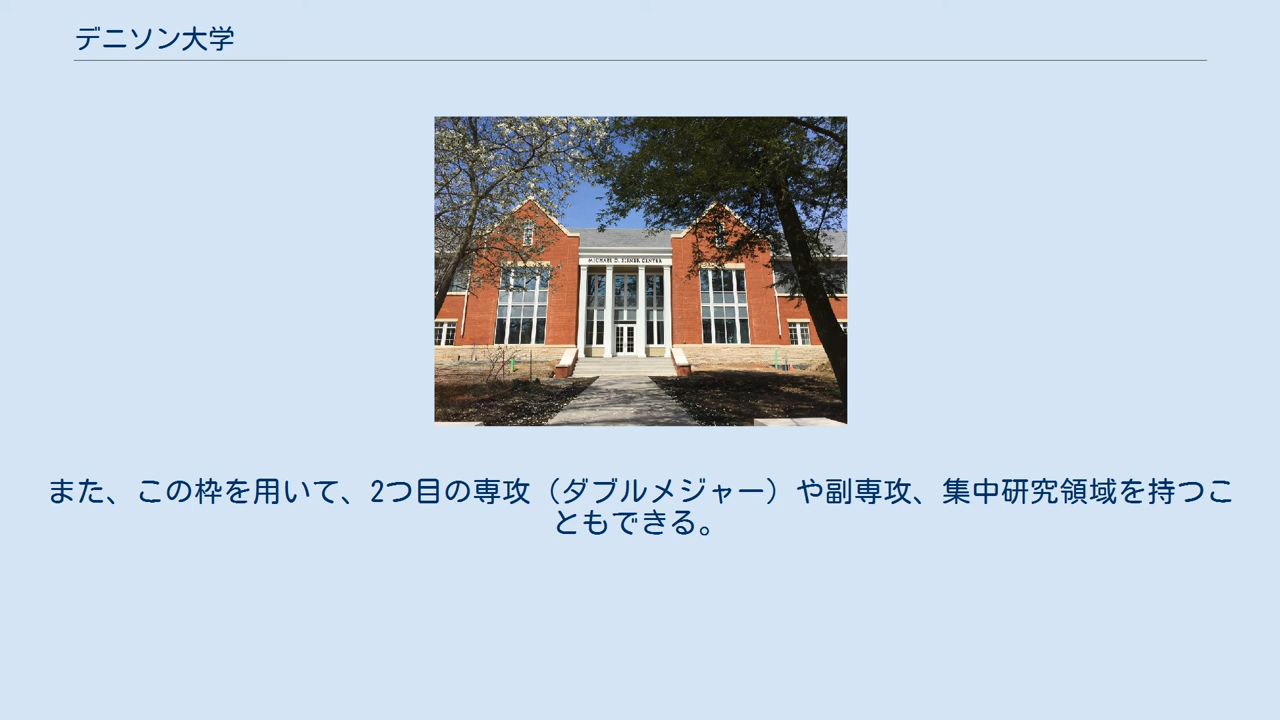 デニソン大学
MICHAEL D. EISNER CENTER
また、この枠を用いて、2つ目の専攻（ダブルメジャー）や副専攻、集中研究領域を持つこ
ともできる。